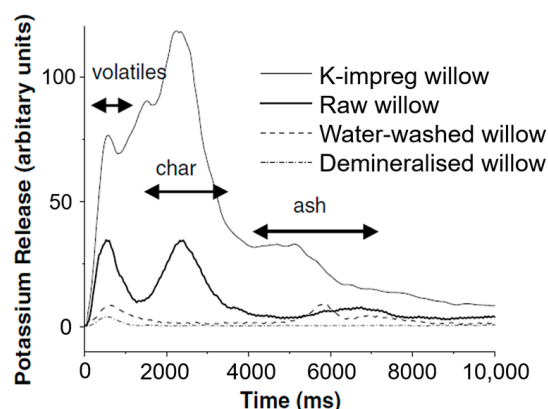 Potassium Release (arbitary units)
100
50
0
volatiles
char
ash
K-impreg willow
Raw willow
Water-washed willow
Demineralised willow
0 2000 4000 6000 8000 10,000
Time (ms)